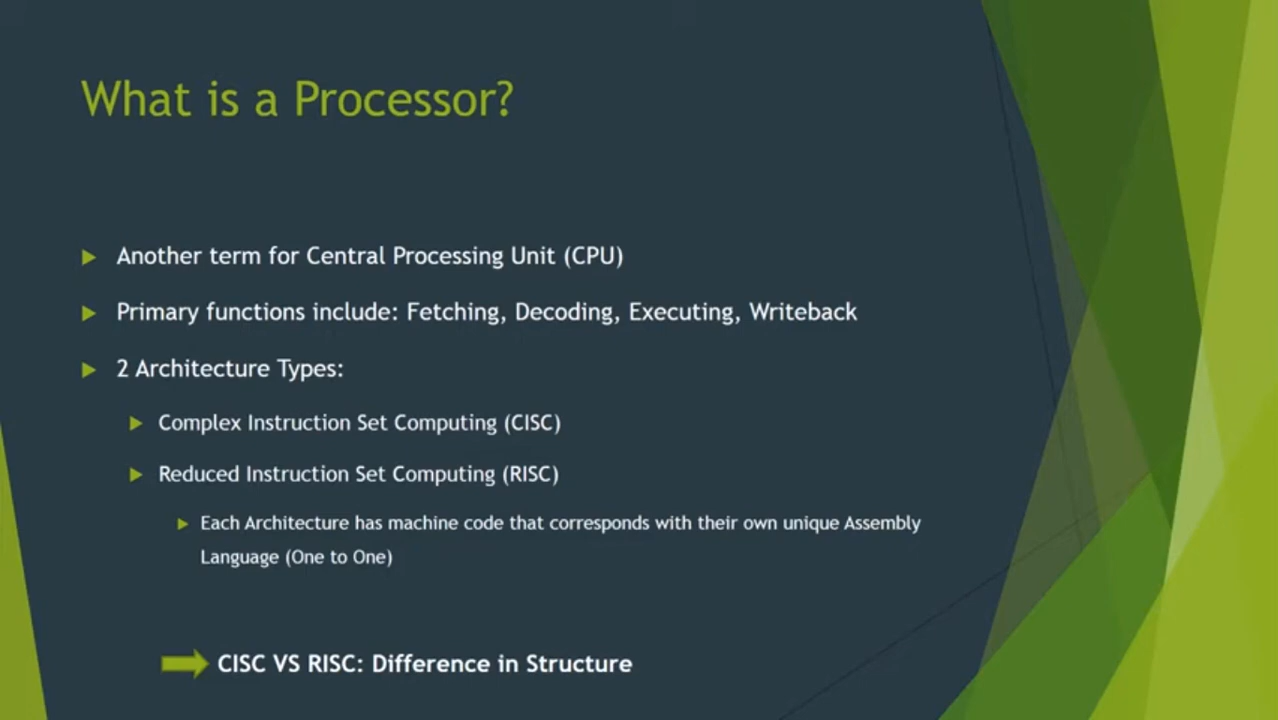 What is a Processor?
Another term for Central Processing Unit (CPU)
Primary functions include: Fetching, Decoding, Executing, Writeback
2 Architecture Types:
Complex Instruction Set Computing (CISC)
Reduced Instruction Set Computing (RISC)
Each Architecture has machine code that corresponds with their own unique Assembly
Language (One to One)
CISC VS RISC: Difference in Structure